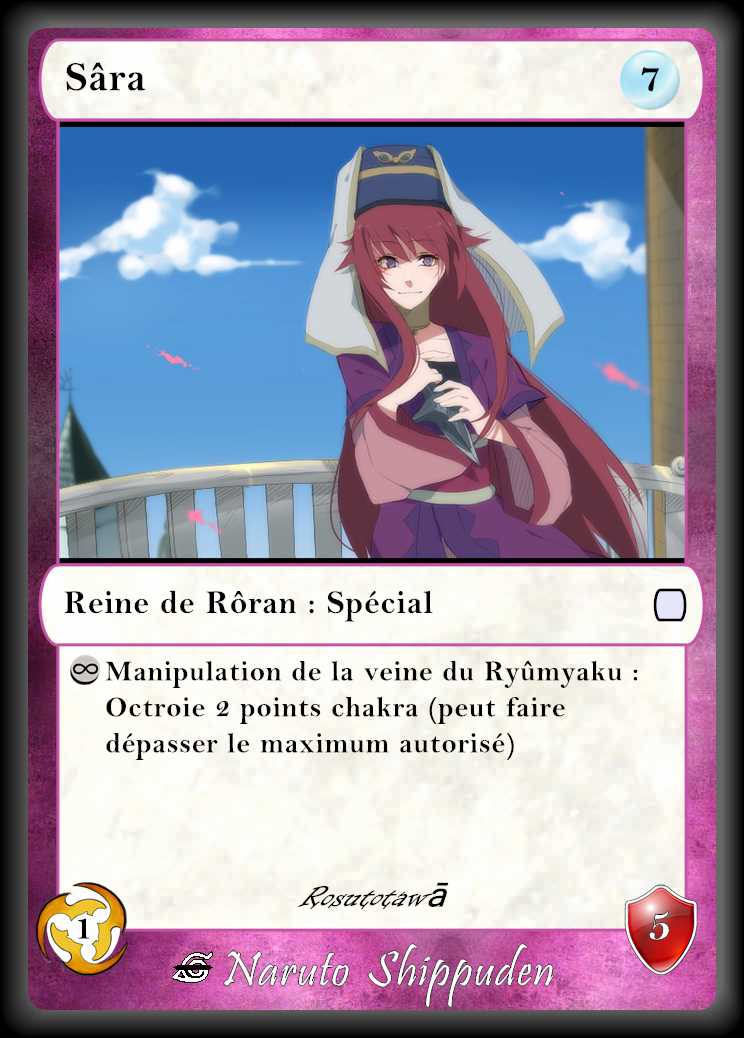 Sâra
7
Reine de Rôran : Spécial
∞ Manipulation de la veine du Ryûmyaku :
Octroie 2 points chakra (peut faire
dépasser le maximum autorisé)
Rosutotawā
1
5
Naruto Shippuden